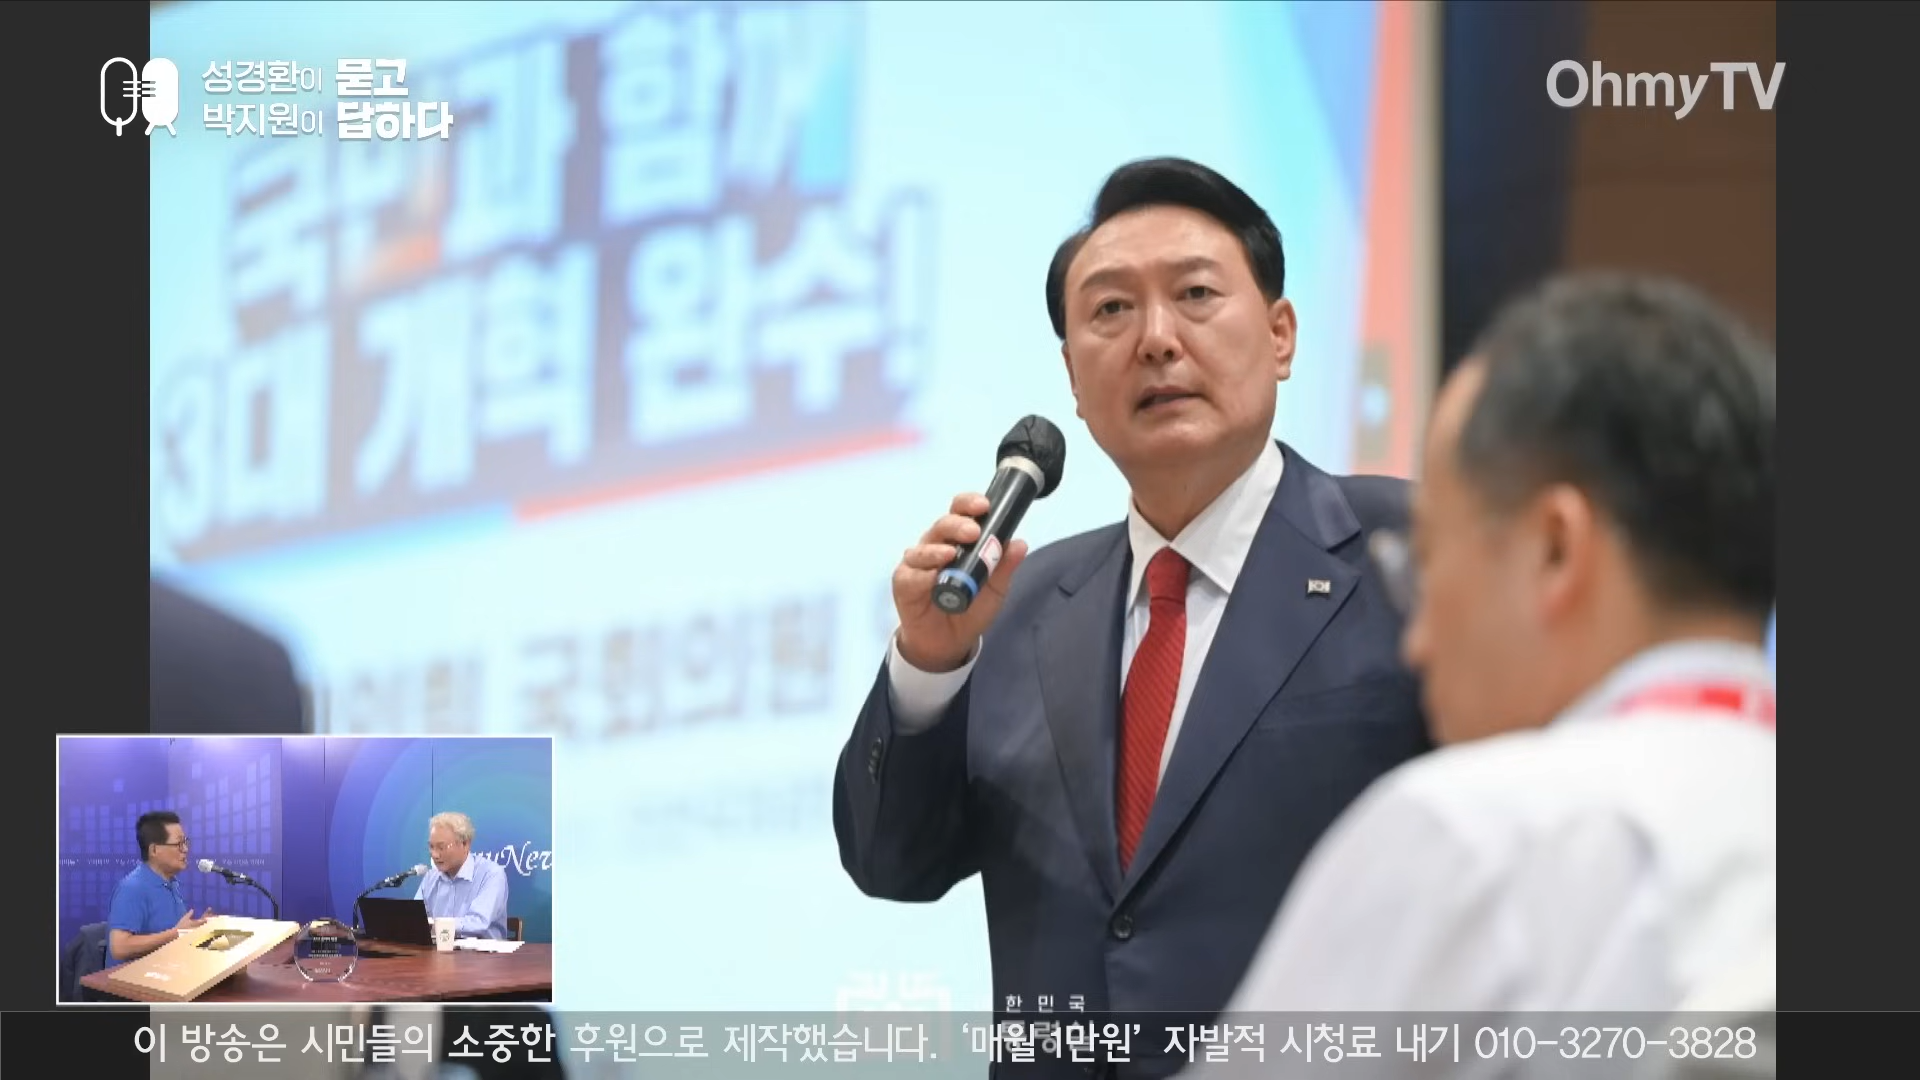 성경환이 묻고
박지원이 답하다
OhmyTV
국민과 함께
3대 개혁 완수!
국회의원
한민국
이 방송은 시민들의 소중한 후원으로 제작했습니다. ‘매월 1만원’ 자발적 시청료 내기 010-3270-3828